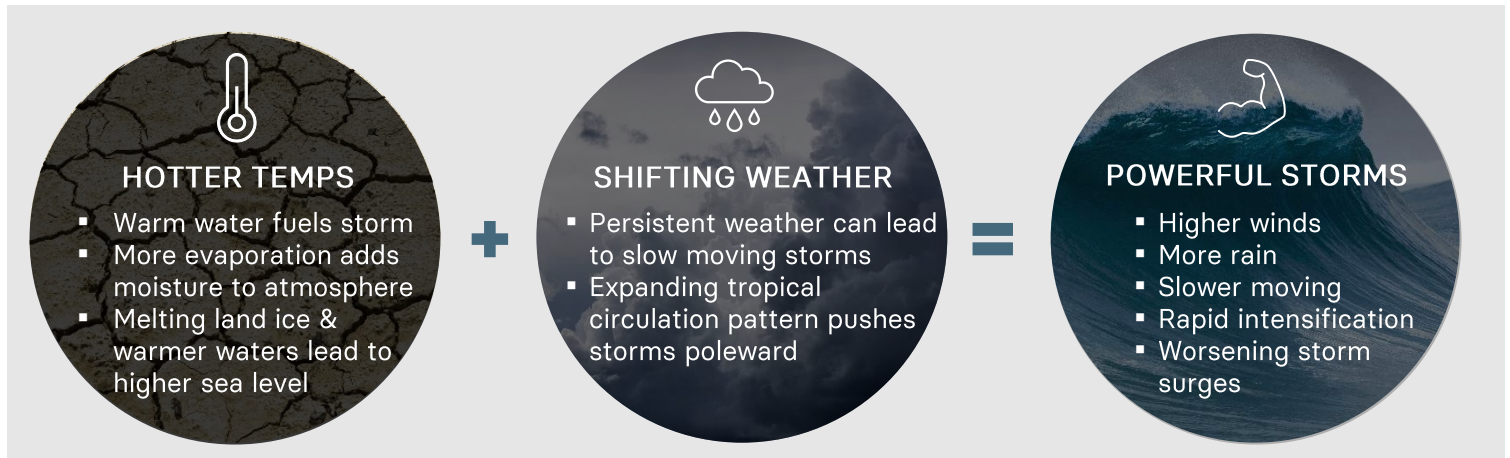 HOTTER TEMPS
▪ Warm water fuels storm
▪ More evaporation adds
moisture to atmosphere
▪ Melting land ice &
warmer waters lead to
higher sea level
+
SHIFTING WEATHER
▪ Persistent weather can lead
to slow moving storms
▪ Expanding tropical
circulation pattern pushes
storms poleward
=
POWERFUL STORMS
▪ Higher winds
▪ More rain
▪ Slower moving
▪ Rapid intensification
▪ Worsening storm
surges